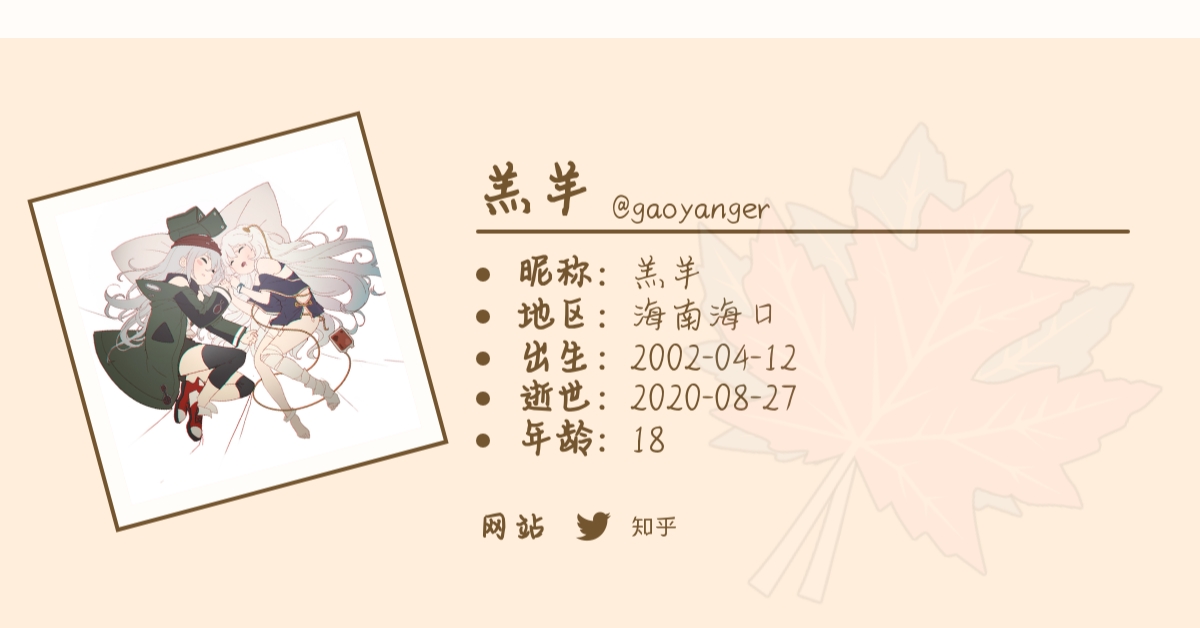 羔羊 @gaoyanger
昵称： 羔羊
地区： 海南海口
出生： 2002-04-12
逝世： 2020-08-27
年龄： 18
网站 知乎